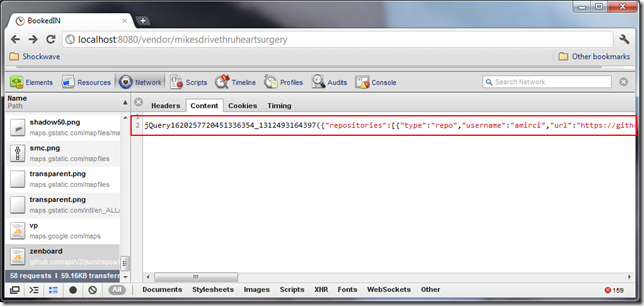 BookedIN
localhost:8080/vendor/mikesdrivethruheartsurgery
Shockwave Other bookmarks
Elements Resources Network Scripts Timeline Profiles Audits Console Search Network
Name
Path
Headers Content Cookies Timing
shadow50.png
maps.gstatic.com/mapfiles/ma
smc.png
maps.gstatic.com/mapfiles
transparent.png
maps.gstatic.com/mapfiles
transparent.png
maps.gstatic.com/intl/en_ALL/
vp
maps.google.com/maps
zenboard
github.com/api/v2/json/repos
1
2 jQuery1620257720451336354_1312493164397({"repositories":[{"type":"repo","username":"amirci","url":"https://githu
58 requests | 59.16KB transferr
All Documents Stylesheets Images Scripts XHR Fonts WebSockets Other 159